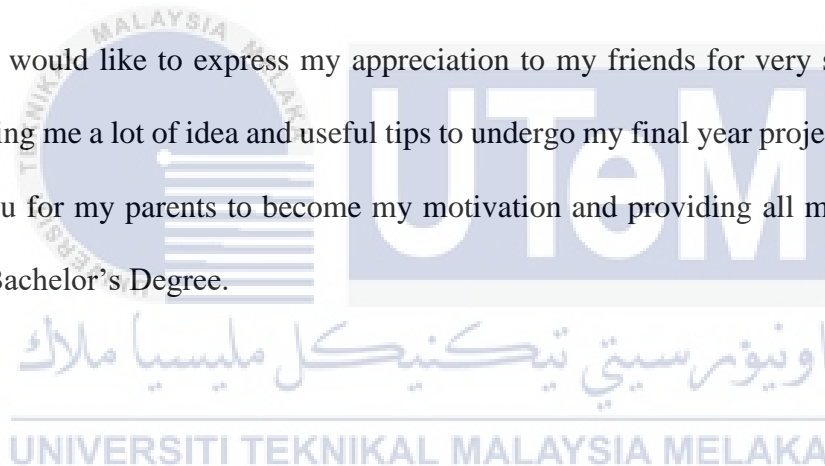 would like to express my appreciation to my friends for very
ing me a lot of idea and useful tips to undergo my final year
u for my parents to become my motivation and providing all
Bachelor's Degree.
UTeM
MALAYSIA
اونيۏرسيتي تيكنيكل مليسيا ملاك
UNIVERSITI TEKNIKAL MALAYSIA MELAKA